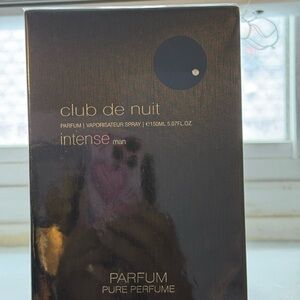 club de nuit
PARFUM | VAPORISATEUR SPRAY | ℮150ML 5.07FL.OZ.
intense man
PARFUM
PURE PERFUME